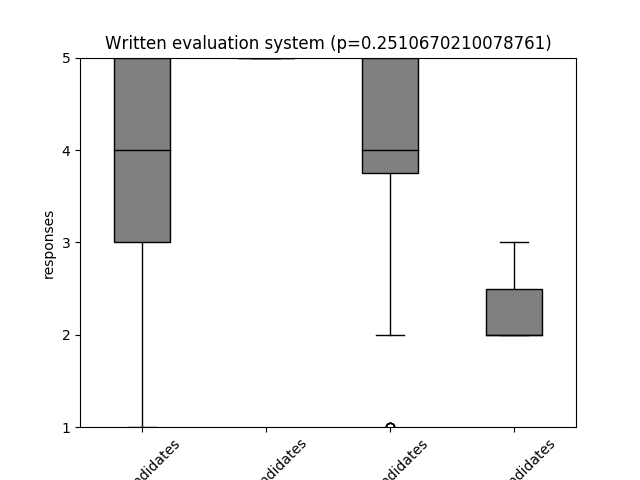 Written evaluation system (p=0.2510670210078761)
responses
5
4
3
2
1